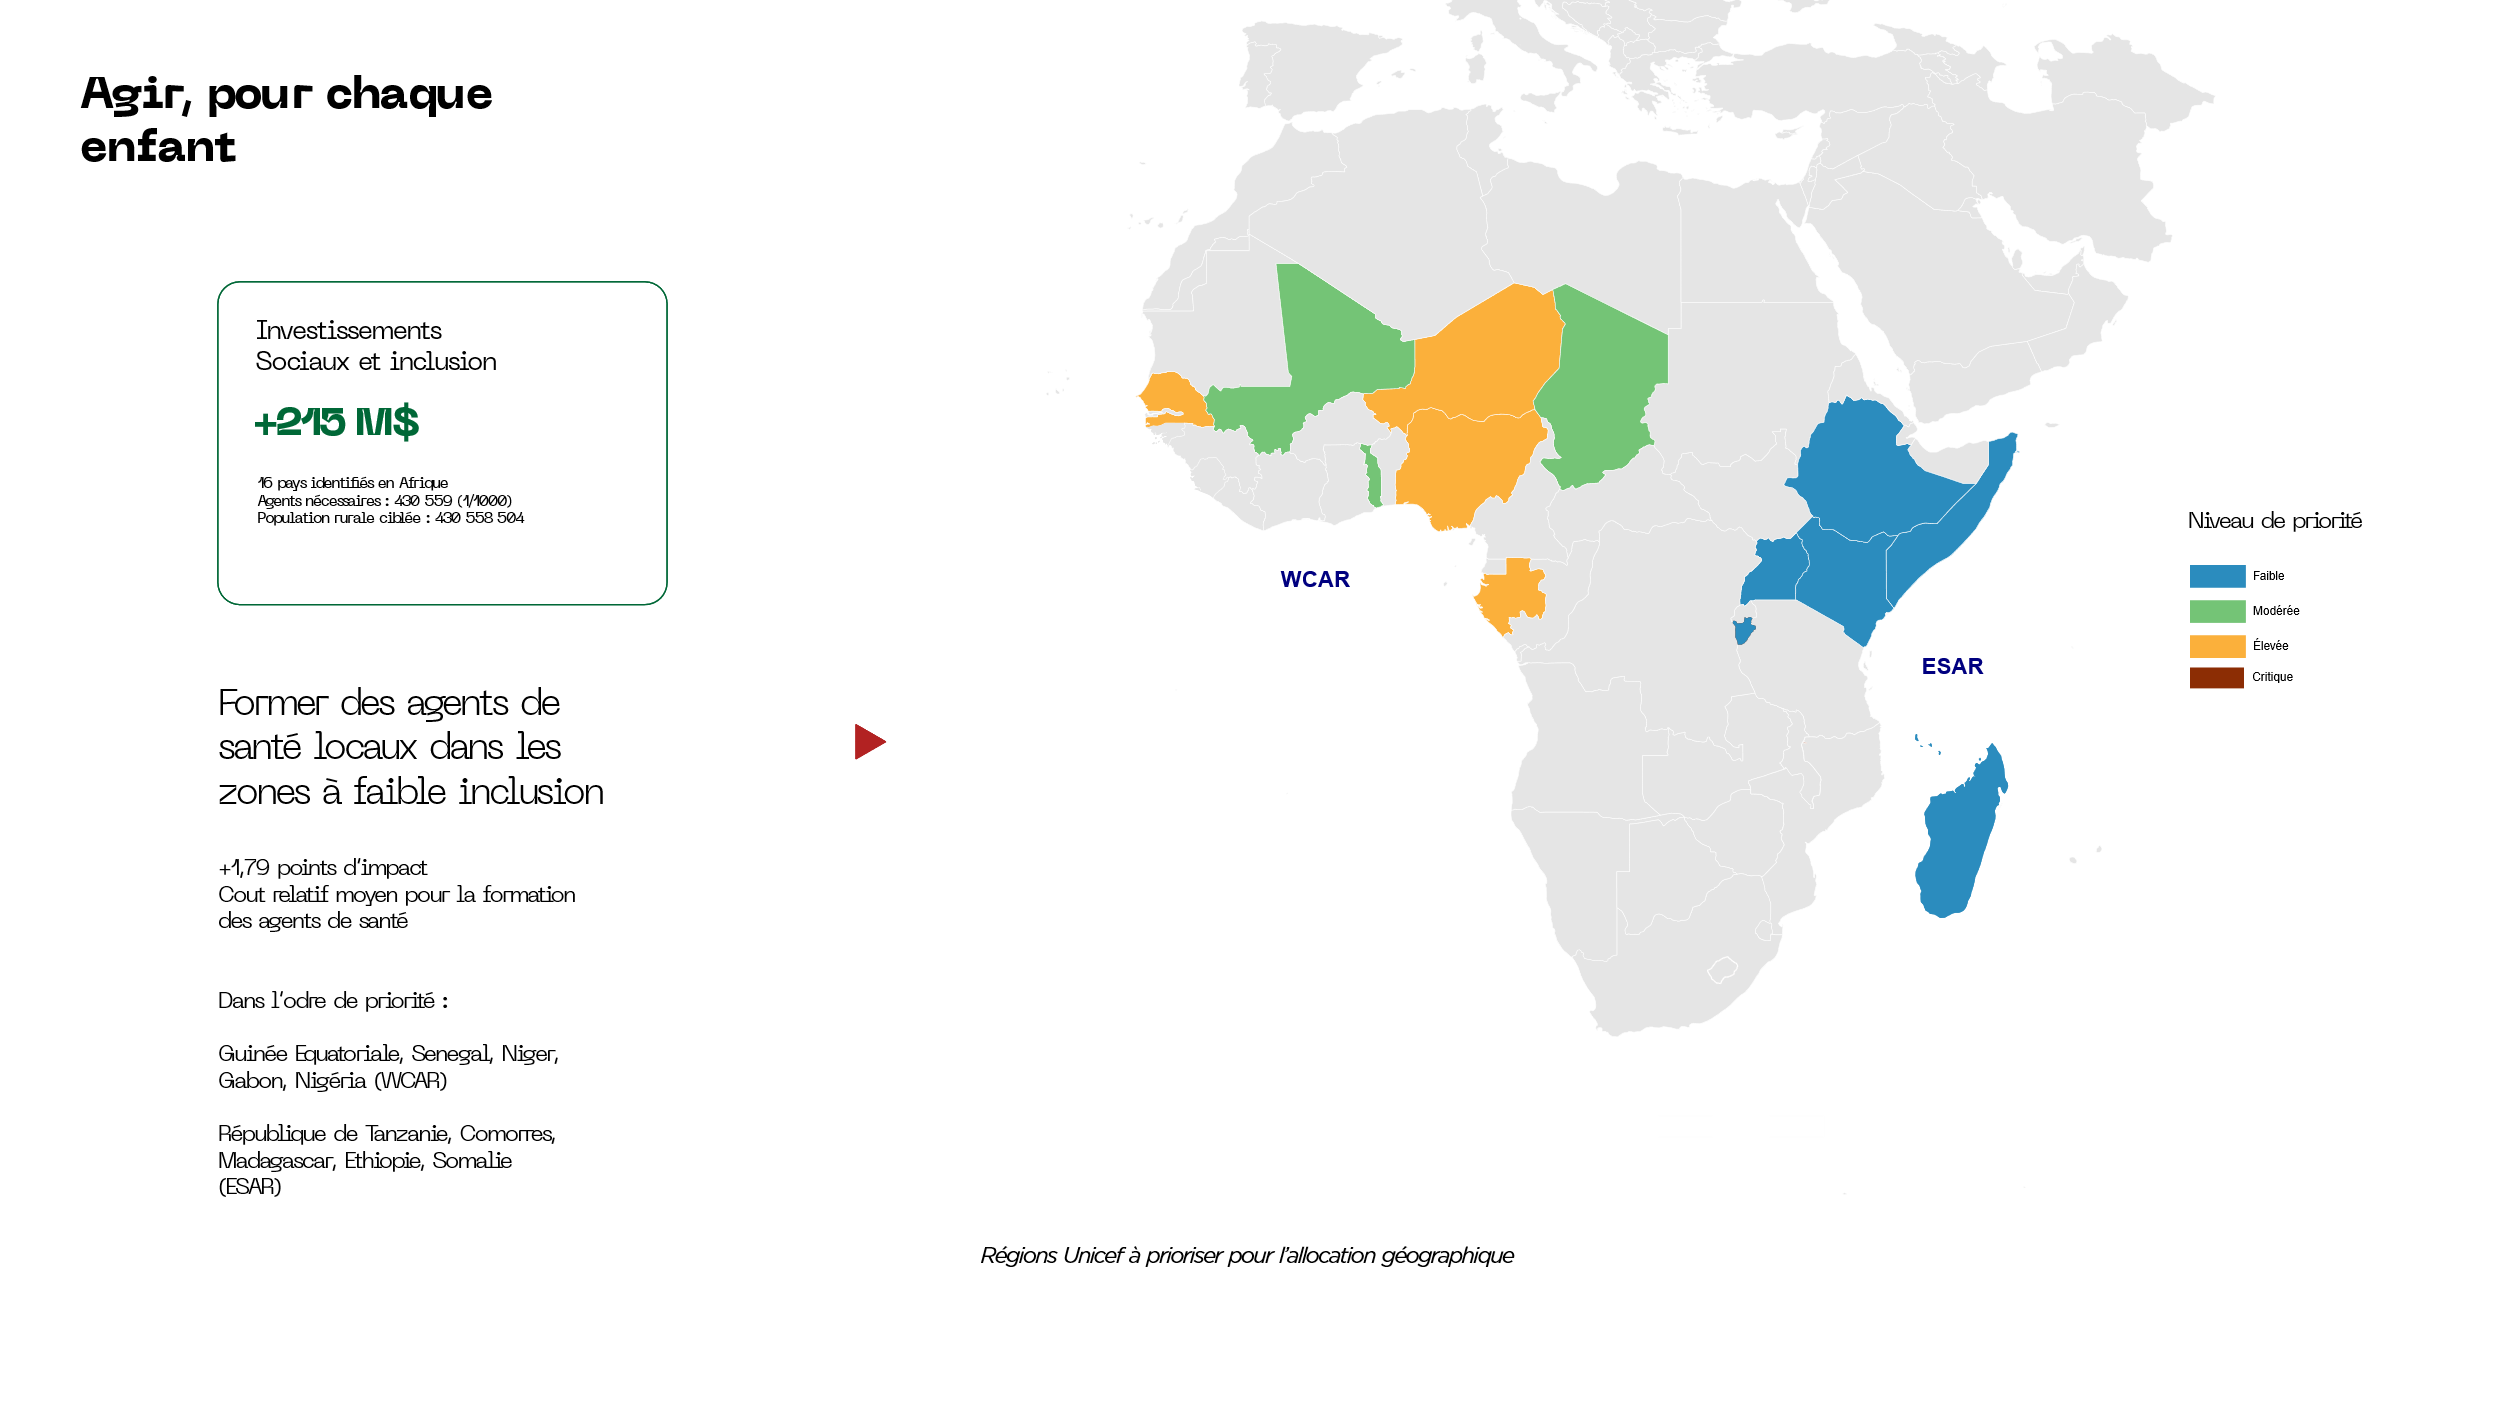 Agir, pour chaque
enfant
Investissements
Sociaux et inclusion
+215 M$
16 pays identifiés en Afrique
Agents nécessaires : 430 559 (1/1000)
Population rurale ciblée : 430 558 504
Former des agents de
santé locaux dans les
zones à faible inclusion
+1,79 points d'impact
Cout relatif moyen pour la formation
des agents de santé
Dans l'odre de priorité :
Guinée Equatoriale, Senegal, Niger,
Gabon, Nigéria (WCAR)
République de Tanzanie, Comorres,
Madagascar, Ethiopie, Somalie
(ESAR)
WCAR
ESAR
Niveau de priorité
Faible
Modérée
Élevée
Critique
Régions Unicef à prioriser pour l'allocation géographique